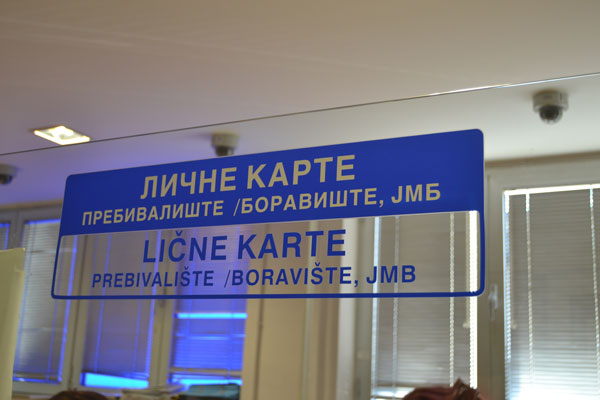 ЛИЧНЕ КАРТЕ
ПРЕБИВАЛИШТЕ /БОРАВИШТЕ, ЈМБ
LIČNE KARTE
PREBIVALIŠTE /BORAVIŠTE, JMB